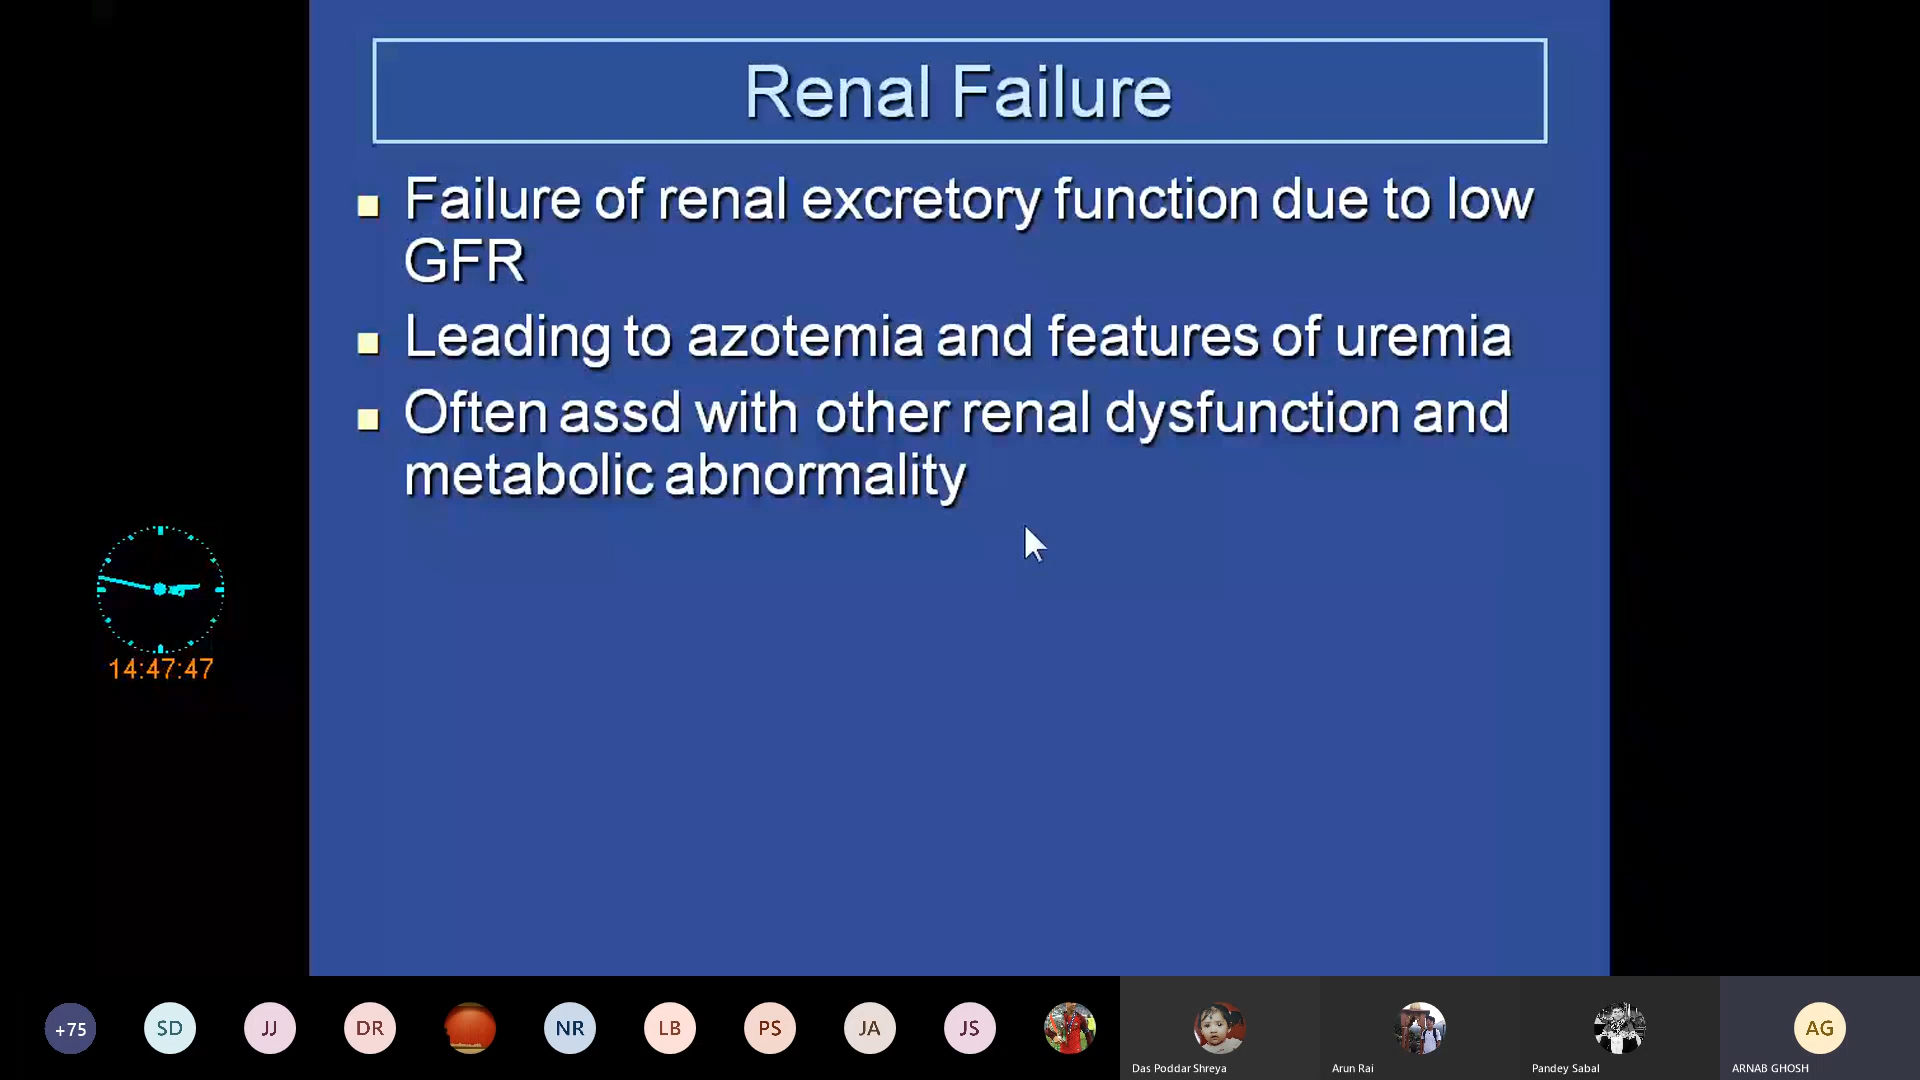 Renal Failure
Failure of renal excretory function due to low
GFR
Leading to azotemia and features of uremia
Often assd with other renal dysfunction and
metabolic abnormality
14:47:47
+75
SD
JJ
DR
NR
LB
PS
JA
JS
AG
Das Poddar Shreya
Arun Rai
Pandey Sabal
ARNAB GHOSH